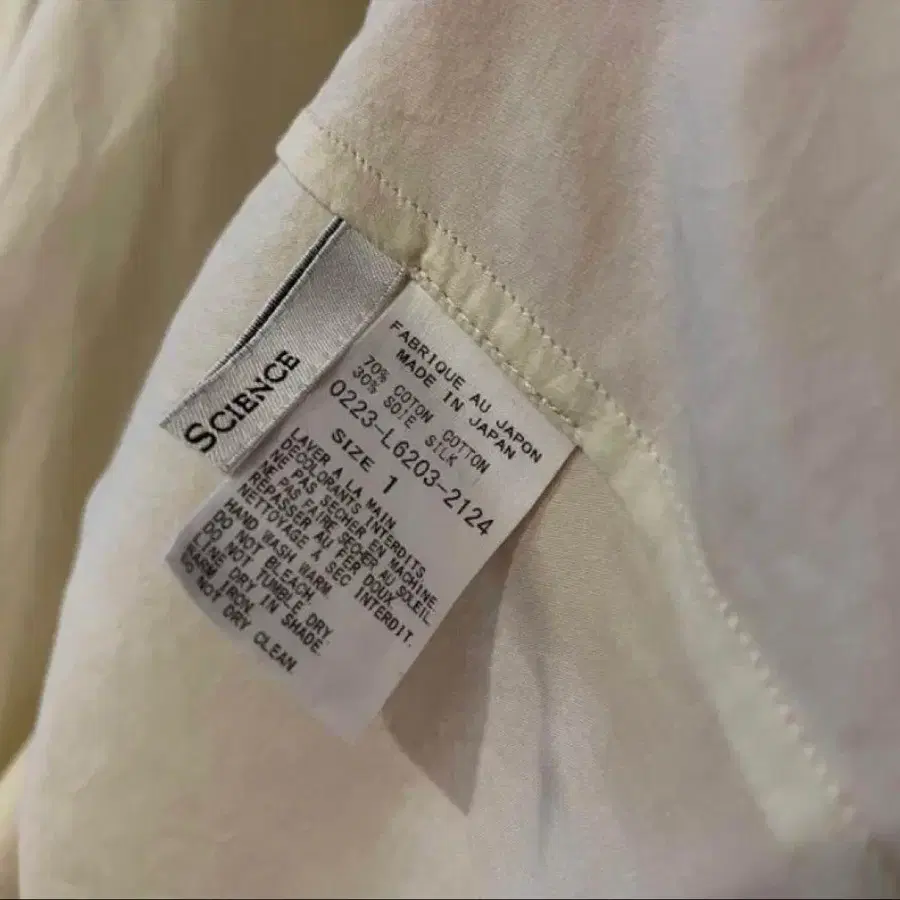 SCIENCE
FABRIQUE AU JAPON
MADE IN JAPAN
70% COTON COTTON
30% SOIE SILK
0223-L6203-2124
SIZE 1
LAVER A LA MAIN
DECOLORANTS INTERDITS
NE PAS SECHER EN MACHINE.
NE PAS FAIRE SECHER AU SOLEIL.
REPASSER AU FER DOUX.
NETTOYAGE A SEC INTERDIT.
HAND WASH WARM.
DO NOT BLEACH.
DO NOT TUMBLE DRY.
LINE DRY IN SHADE.
IRON.
NOT DRY CLEAN.